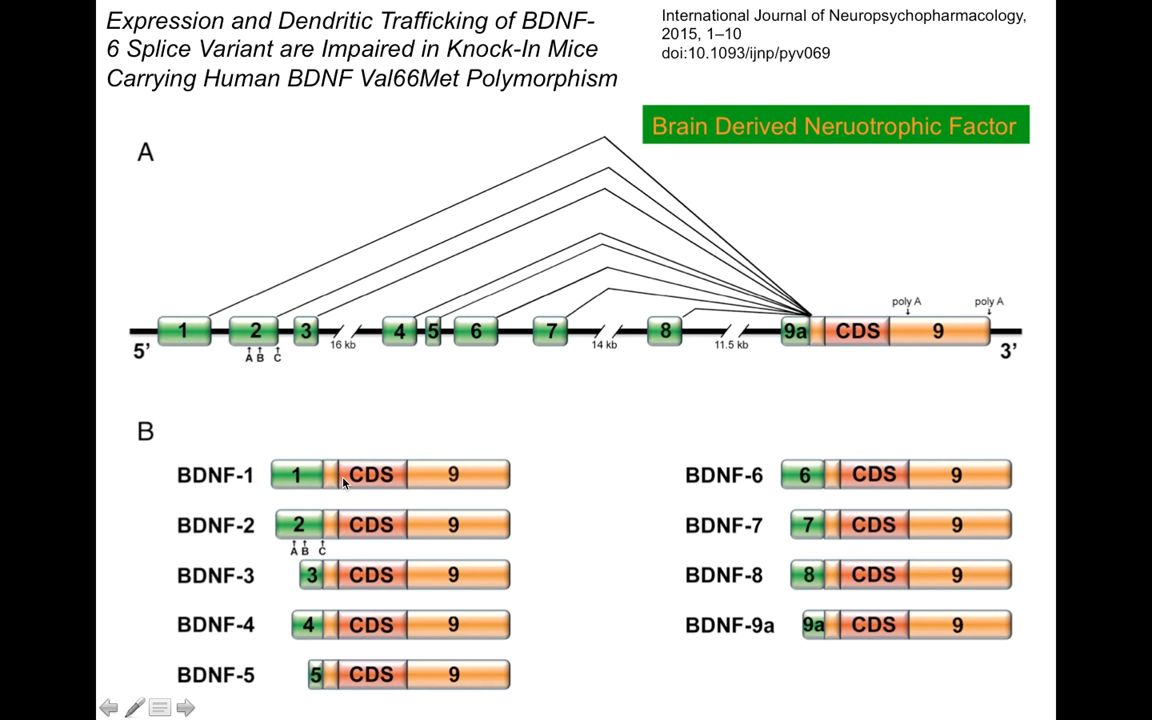 Expression and Dendritic Trafficking of BDNF-
6 Splice Variant are Impaired in Knock-In Mice
Carrying Human BDNF Val66Met Polymorphism
International Journal of Neuropsychopharmacology,
2015, 1–10
doi:10.1093/ijnp/pyv069
Brain Derived Neruotrophic Factor
A
poly A poly A
1 2 3 4 5 6 7 8 9a CDS 9
5’ A B C 16 kb 14 kb 11.5 kb 3’
B
BDNF-1 1 CDS 9
BDNF-2 2 CDS 9
A B C
BDNF-3 3 CDS 9
BDNF-4 4 CDS 9
BDNF-5 5 CDS 9
BDNF-6 6 CDS 9
BDNF-7 7 CDS 9
BDNF-8 8 CDS 9
BDNF-9a 9a CDS 9